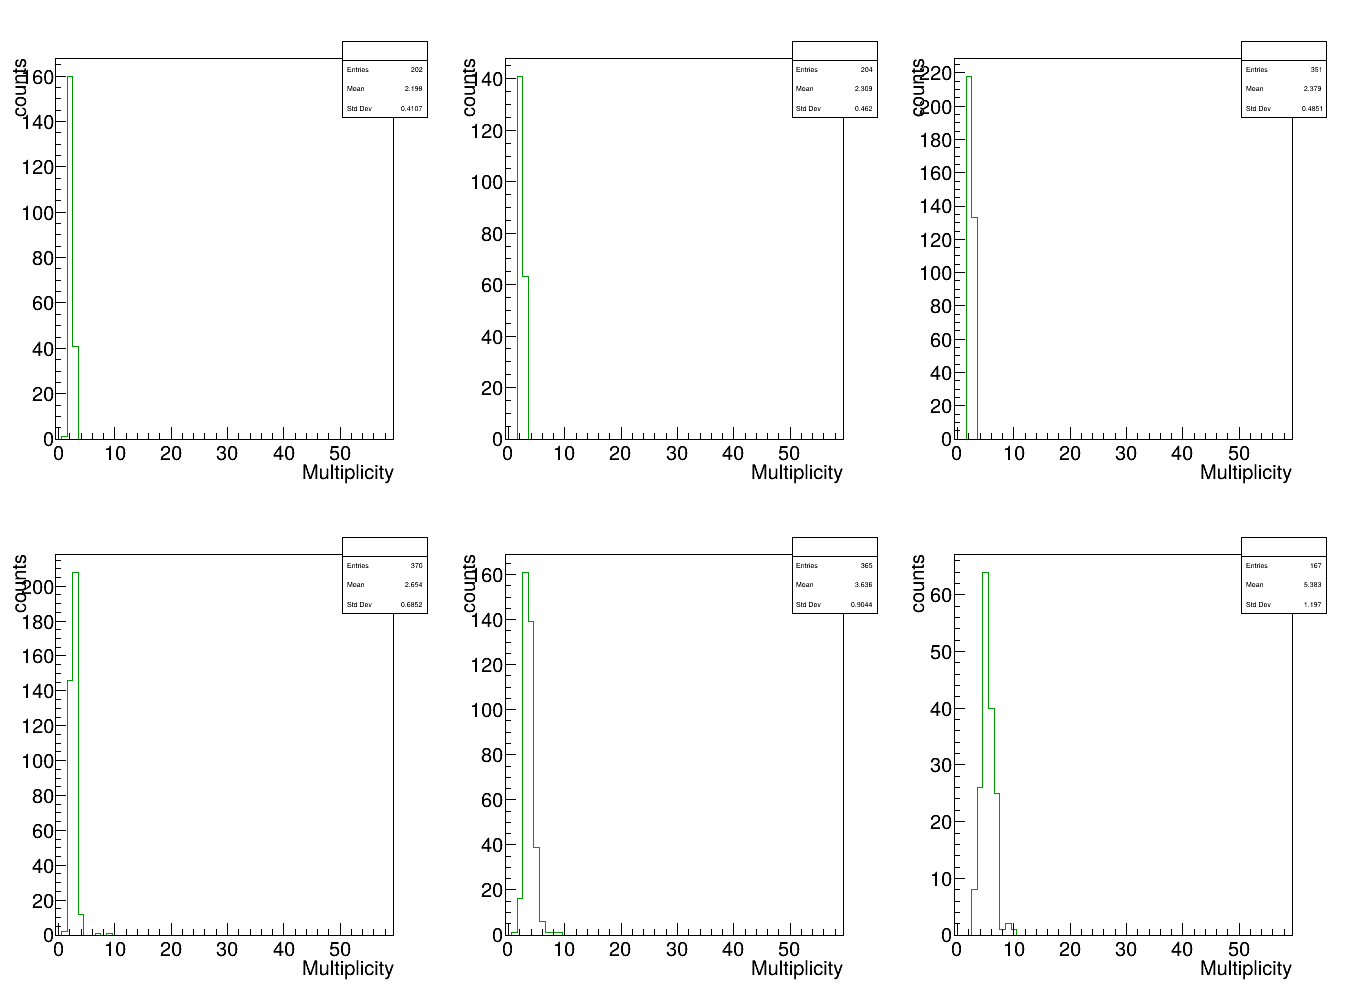 counts
160
140
120
100
80
60
40
20
0
0 10 20 30 40 50
Multiplicity
Entries 202
Mean 2.198
Std Dev 0.4107
counts
140
120
100
80
60
40
20
0
0 10 20 30 40 50
Multiplicity
Entries 204
Mean 2.309
Std Dev 0.462
counts
220
200
180
160
140
120
100
80
60
40
20
0
0 10 20 30 40 50
Multiplicity
Entries 351
Mean 2.379
Std Dev 0.4851
counts
200
180
160
140
120
100
80
60
40
20
0
0 10 20 30 40 50
Multiplicity
Entries 370
Mean 2.654
Std Dev 0.6852
counts
160
140
120
100
80
60
40
20
0
0 10 20 30 40 50
Multiplicity
Entries 365
Mean 3.636
Std Dev 0.9044
counts
60
50
40
30
20
10
0
0 10 20 30 40 50
Multiplicity
Entries 167
Mean 5.383
Std Dev 1.197